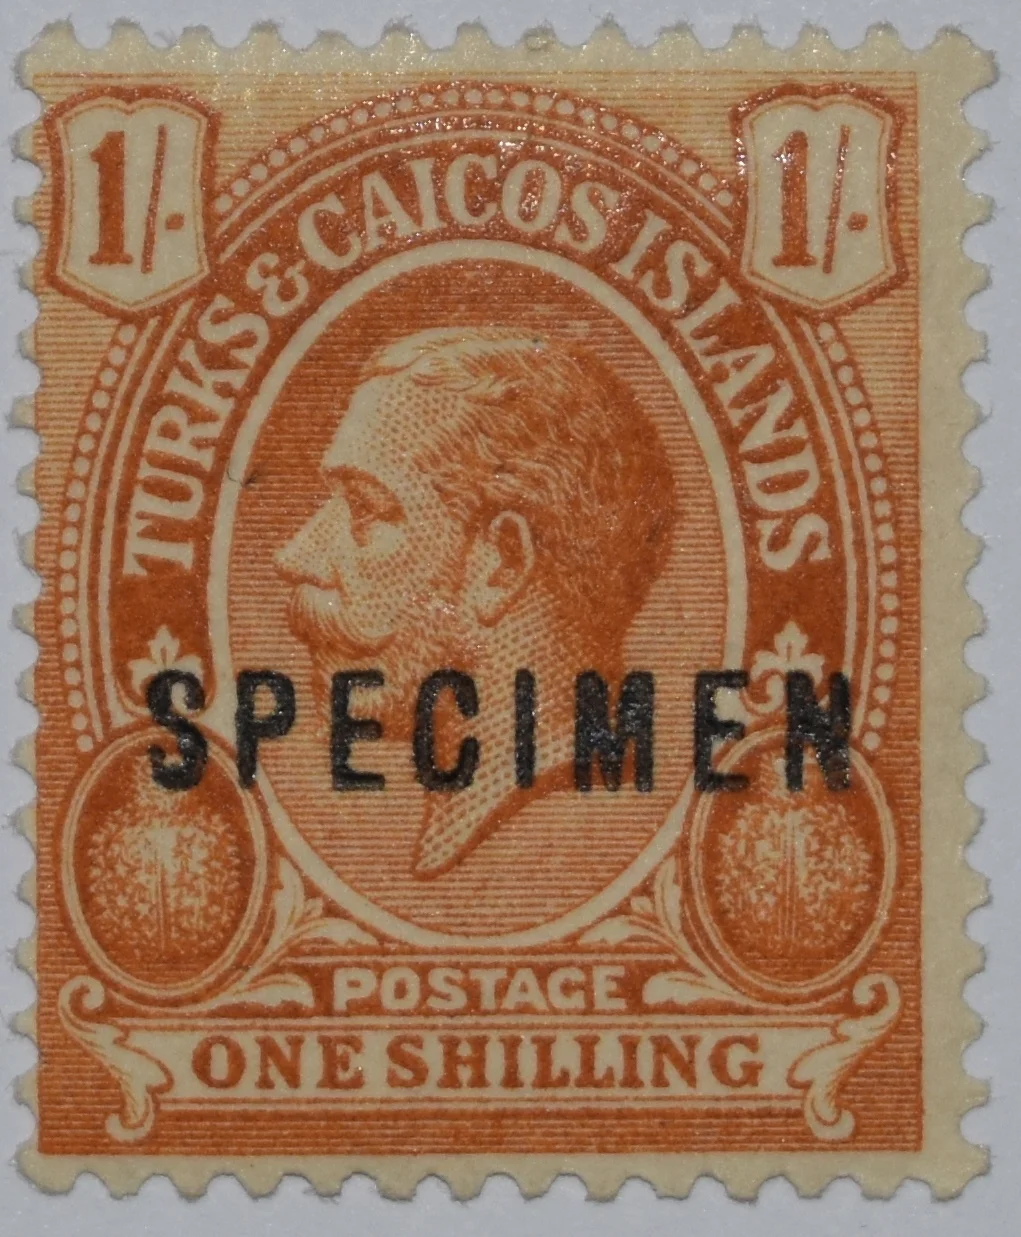 1/. 1/.
TURKS & CAICOS ISLANDS
SPECIMEN
POSTAGE
ONE SHILLING